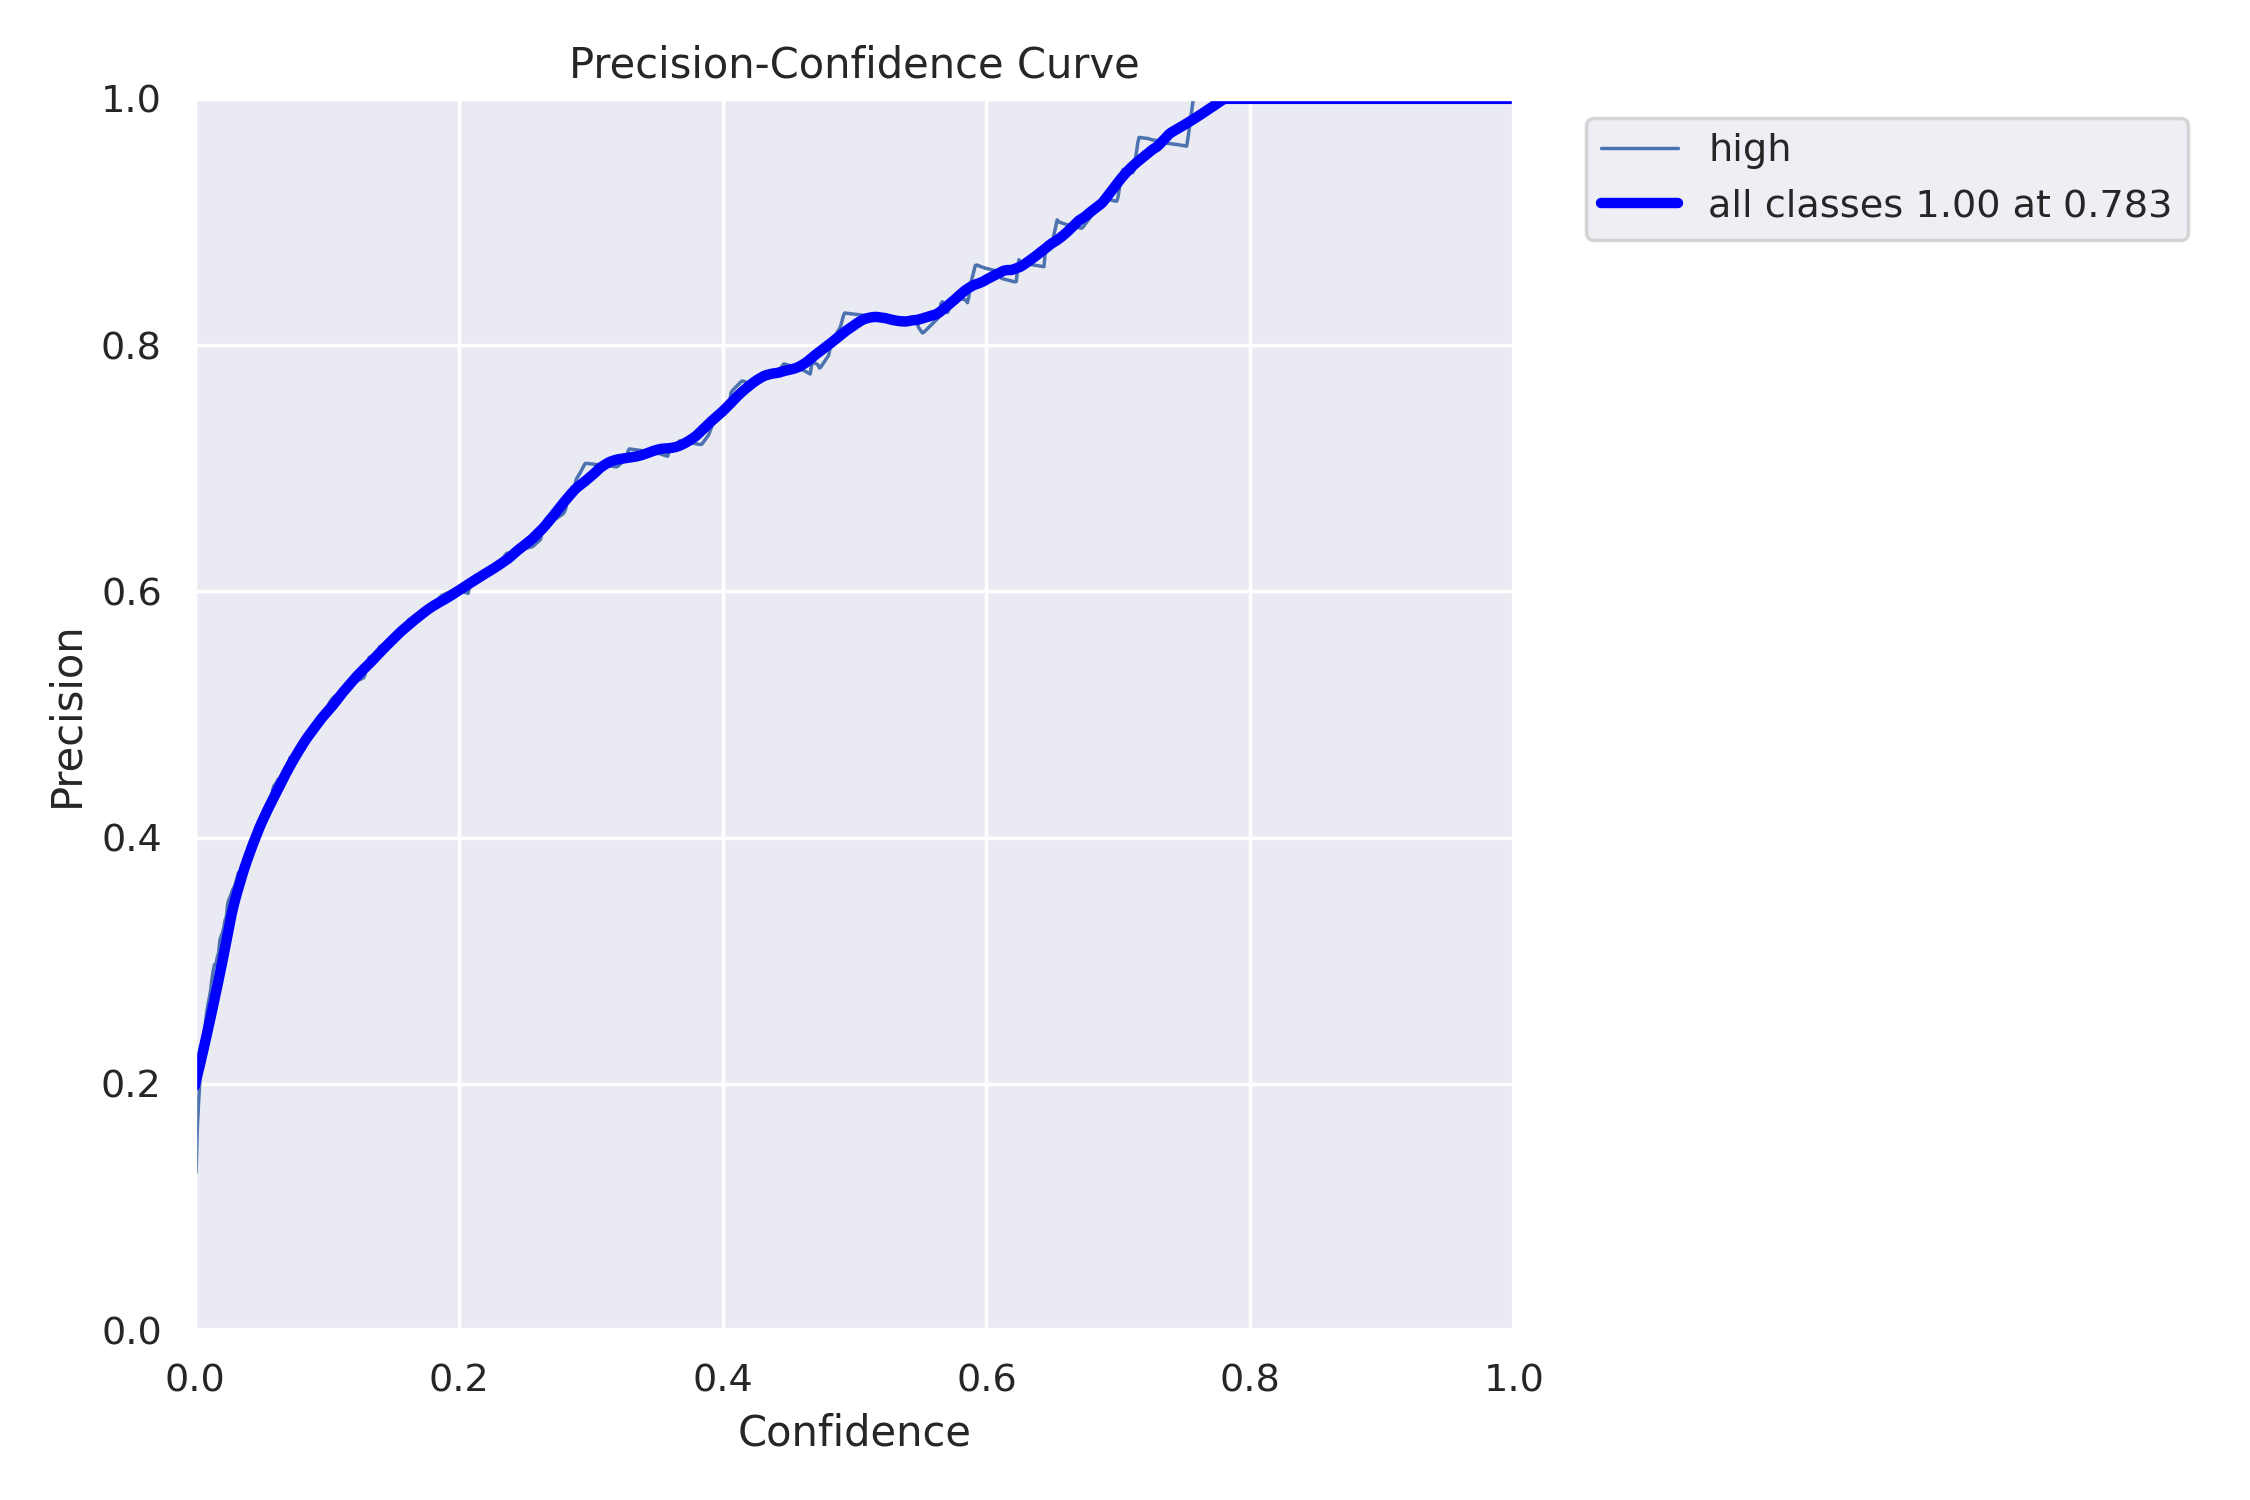 Precision-Confidence Curve
1.0
0.8
0.6
0.4
0.2
0.0
Precision
0.0 0.2 0.4 0.6 0.8 1.0
Confidence
high
all classes 1.00 at 0.783